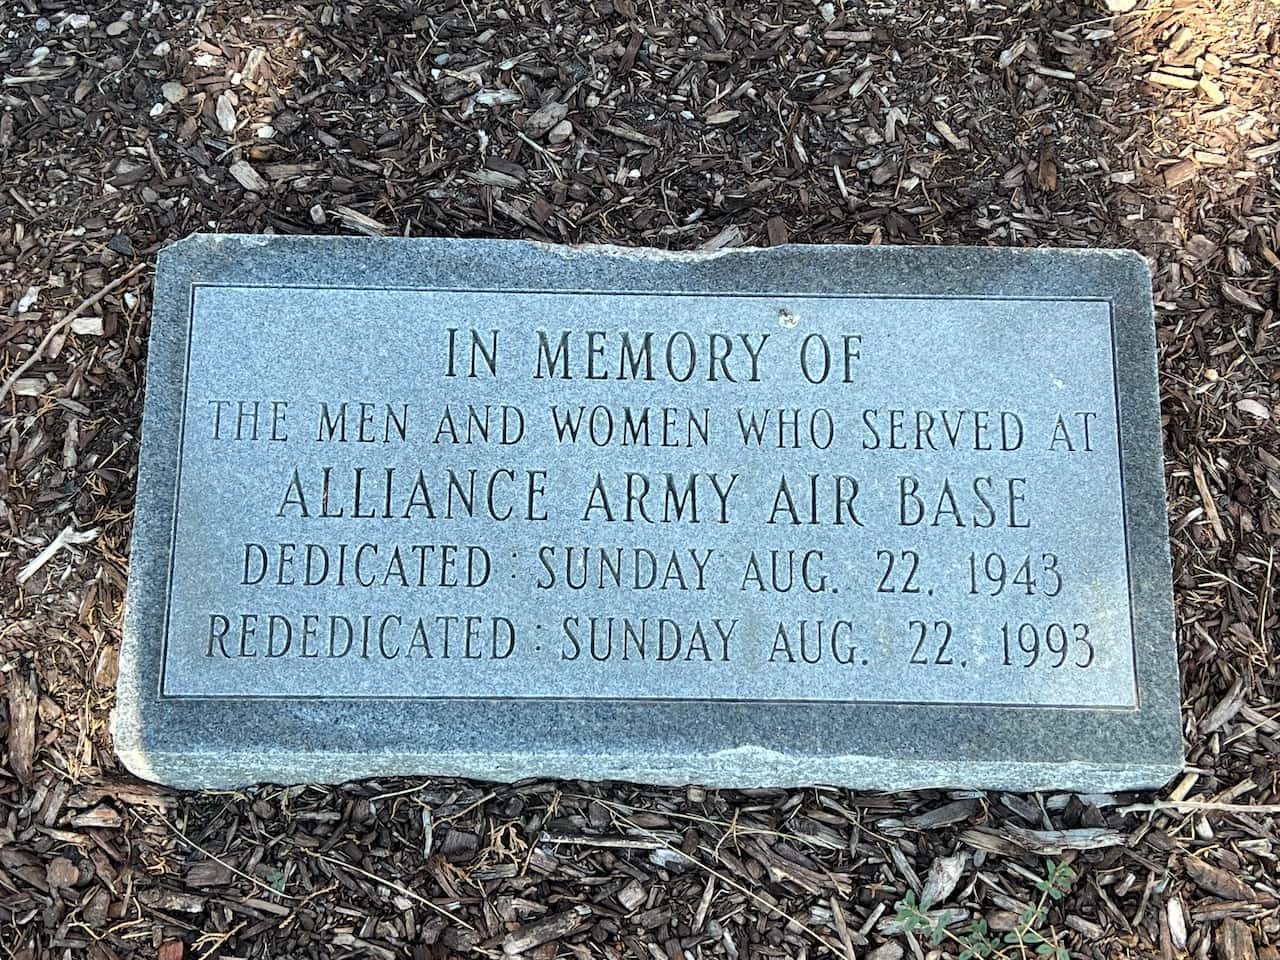 IN MEMORY OF
THE MEN AND WOMEN WHO SERVED AT
ALLIANCE ARMY AIR BASE
DEDICATED : SUNDAY AUG. 22, 1943
REDEDICATED : SUNDAY AUG. 22, 1993